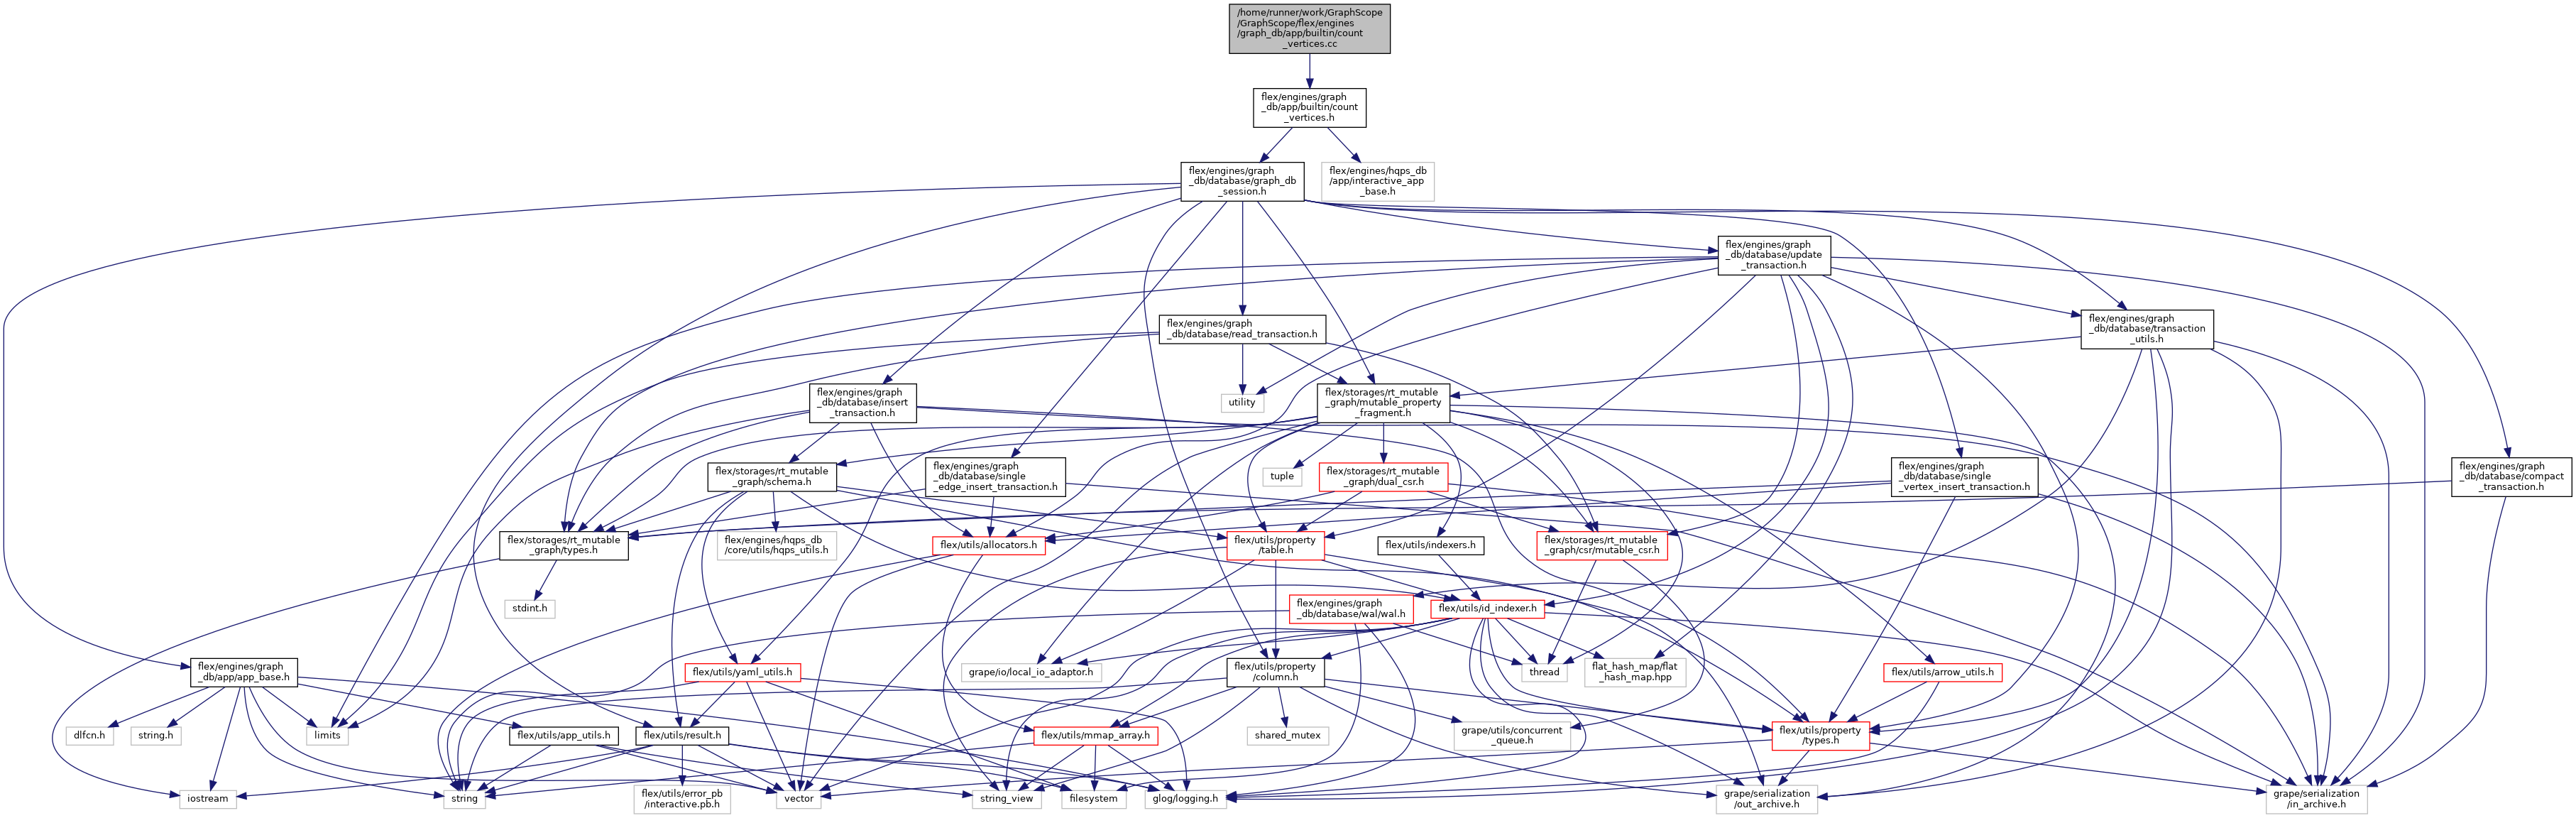 /home/runner/work/GraphScope
/GraphScope/flex/engines
/graph_db/app/builtin/count
_vertices.cc
flex/engines/graph
_db/app/builtin/count
_vertices.h
flex/engines/graph
_db/database/graph_db
_session.h
flex/engines/hqps_db
/app/interactive_app
_base.h
flex/engines/graph
_db/database/update
_transaction.h
flex/engines/graph
_db/database/read_transaction.h
flex/engines/graph
_db/database/transaction
_utils.h
flex/engines/graph
_db/database/insert
_transaction.h
utility
flex/storages/rt_mutable
_graph/mutable_property
_fragment.h
flex/storages/rt_mutable
_graph/schema.h
flex/engines/graph
_db/database/single
_edge_insert_transaction.h
tuple
flex/storages/rt_mutable
_graph/dual_csr.h
flex/engines/graph
_db/database/single
_vertex_insert_transaction.h
flex/engines/graph
_db/database/compact
_transaction.h
flex/storages/rt_mutable
_graph/types.h
flex/engines/hqps_db
/core/utils/hqps_utils.h
flex/utils/allocators.h
flex/utils/property
/table.h
flex/utils/indexers.h
flex/storages/rt_mutable
_graph/csr/mutable_csr.h
stdint.h
flex/engines/graph
_db/database/wal/wal.h
flex/utils/id_indexer.h
flex/engines/graph
_db/app/app_base.h
flex/utils/yaml_utils.h
grape/io/local_io_adaptor.h
flex/utils/property
/column.h
thread
flat_hash_map/flat
_hash_map.hpp
flex/utils/arrow_utils.h
dlfcn.h
string.h
limits
flex/utils/app_utils.h
flex/utils/result.h
flex/utils/mmap_array.h
shared_mutex
grape/utils/concurrent
_queue.h
flex/utils/property
/types.h
iostream
string
flex/utils/error_pb
/interactive.pb.h
vector
string_view
filesystem
glog/logging.h
grape/serialization
/out_archive.h
grape/serialization
/in_archive.h